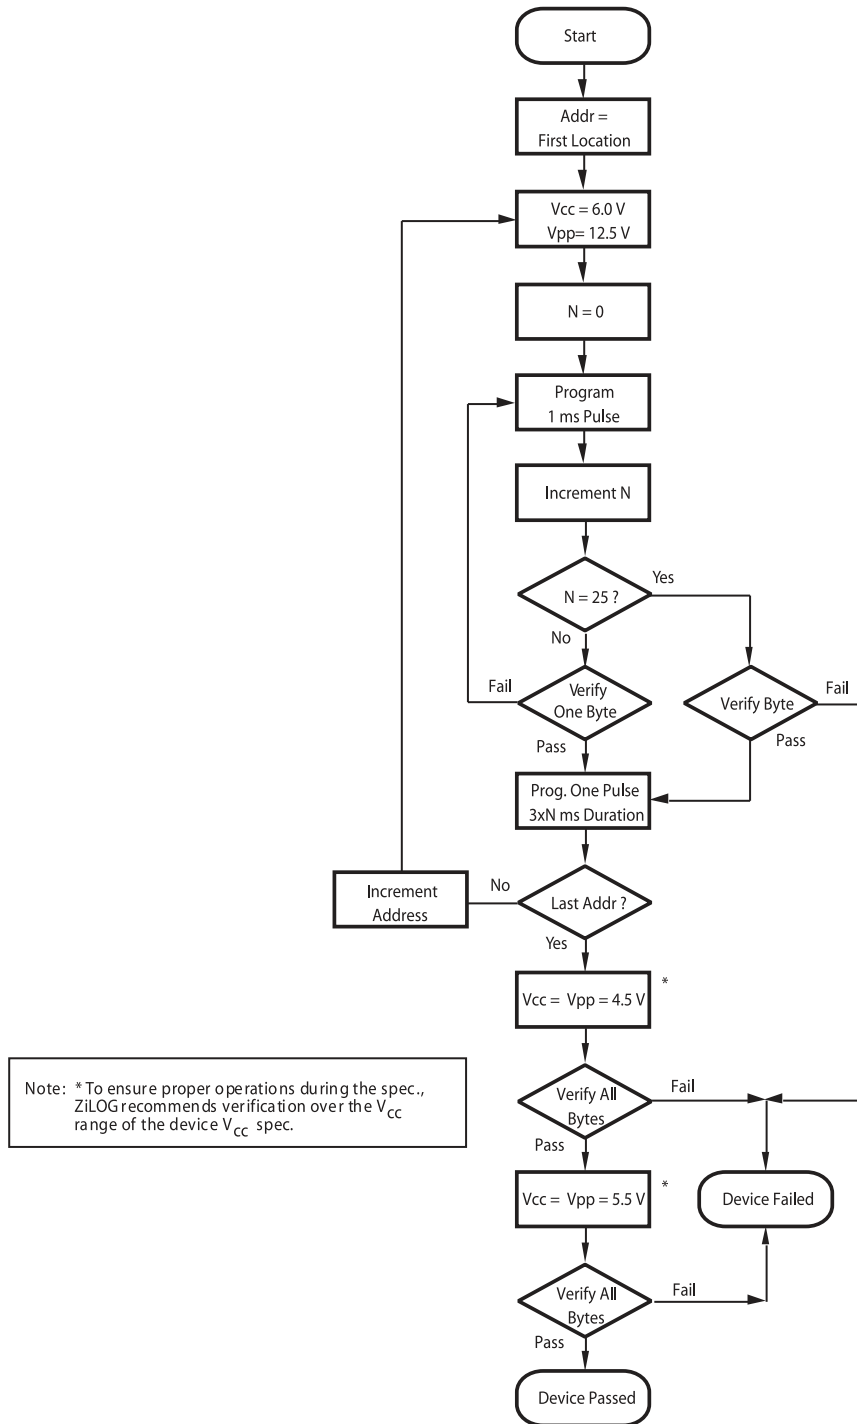 Start
Addr =
First Location
Vcc = 6.0 V
Vpp= 12.5 V
N = 0
Program
1 ms Pulse
Increment N
N = 25 ?
Yes
No
Fail
Verify
One Byte
Verify Byte
Fail
Pass
Pass
Prog. One Pulse
3xN ms Duration
Increment
Address
No
Last Addr ?
Yes
Vcc = Vpp = 4.5 V
*
Note: * To ensure proper operations during the spec.,
ZiLOG recommends verification over the VCC
range of the device VCC spec.
Verify All
Bytes
Fail
Pass
Vcc = Vpp = 5.5 V
*
Device Failed
Verify All
Bytes
Fail
Pass
Device Passed